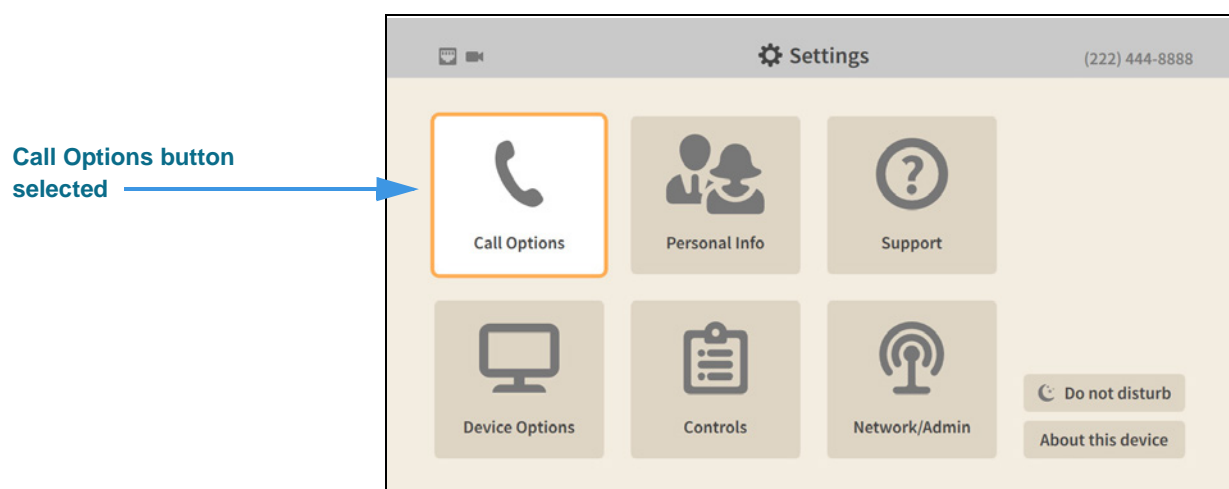 Settings
(222) 444-8888
Call Options button
selected
Call Options
Personal Info
Support
Device Options
Controls
Network/Admin
Do not disturb
About this device